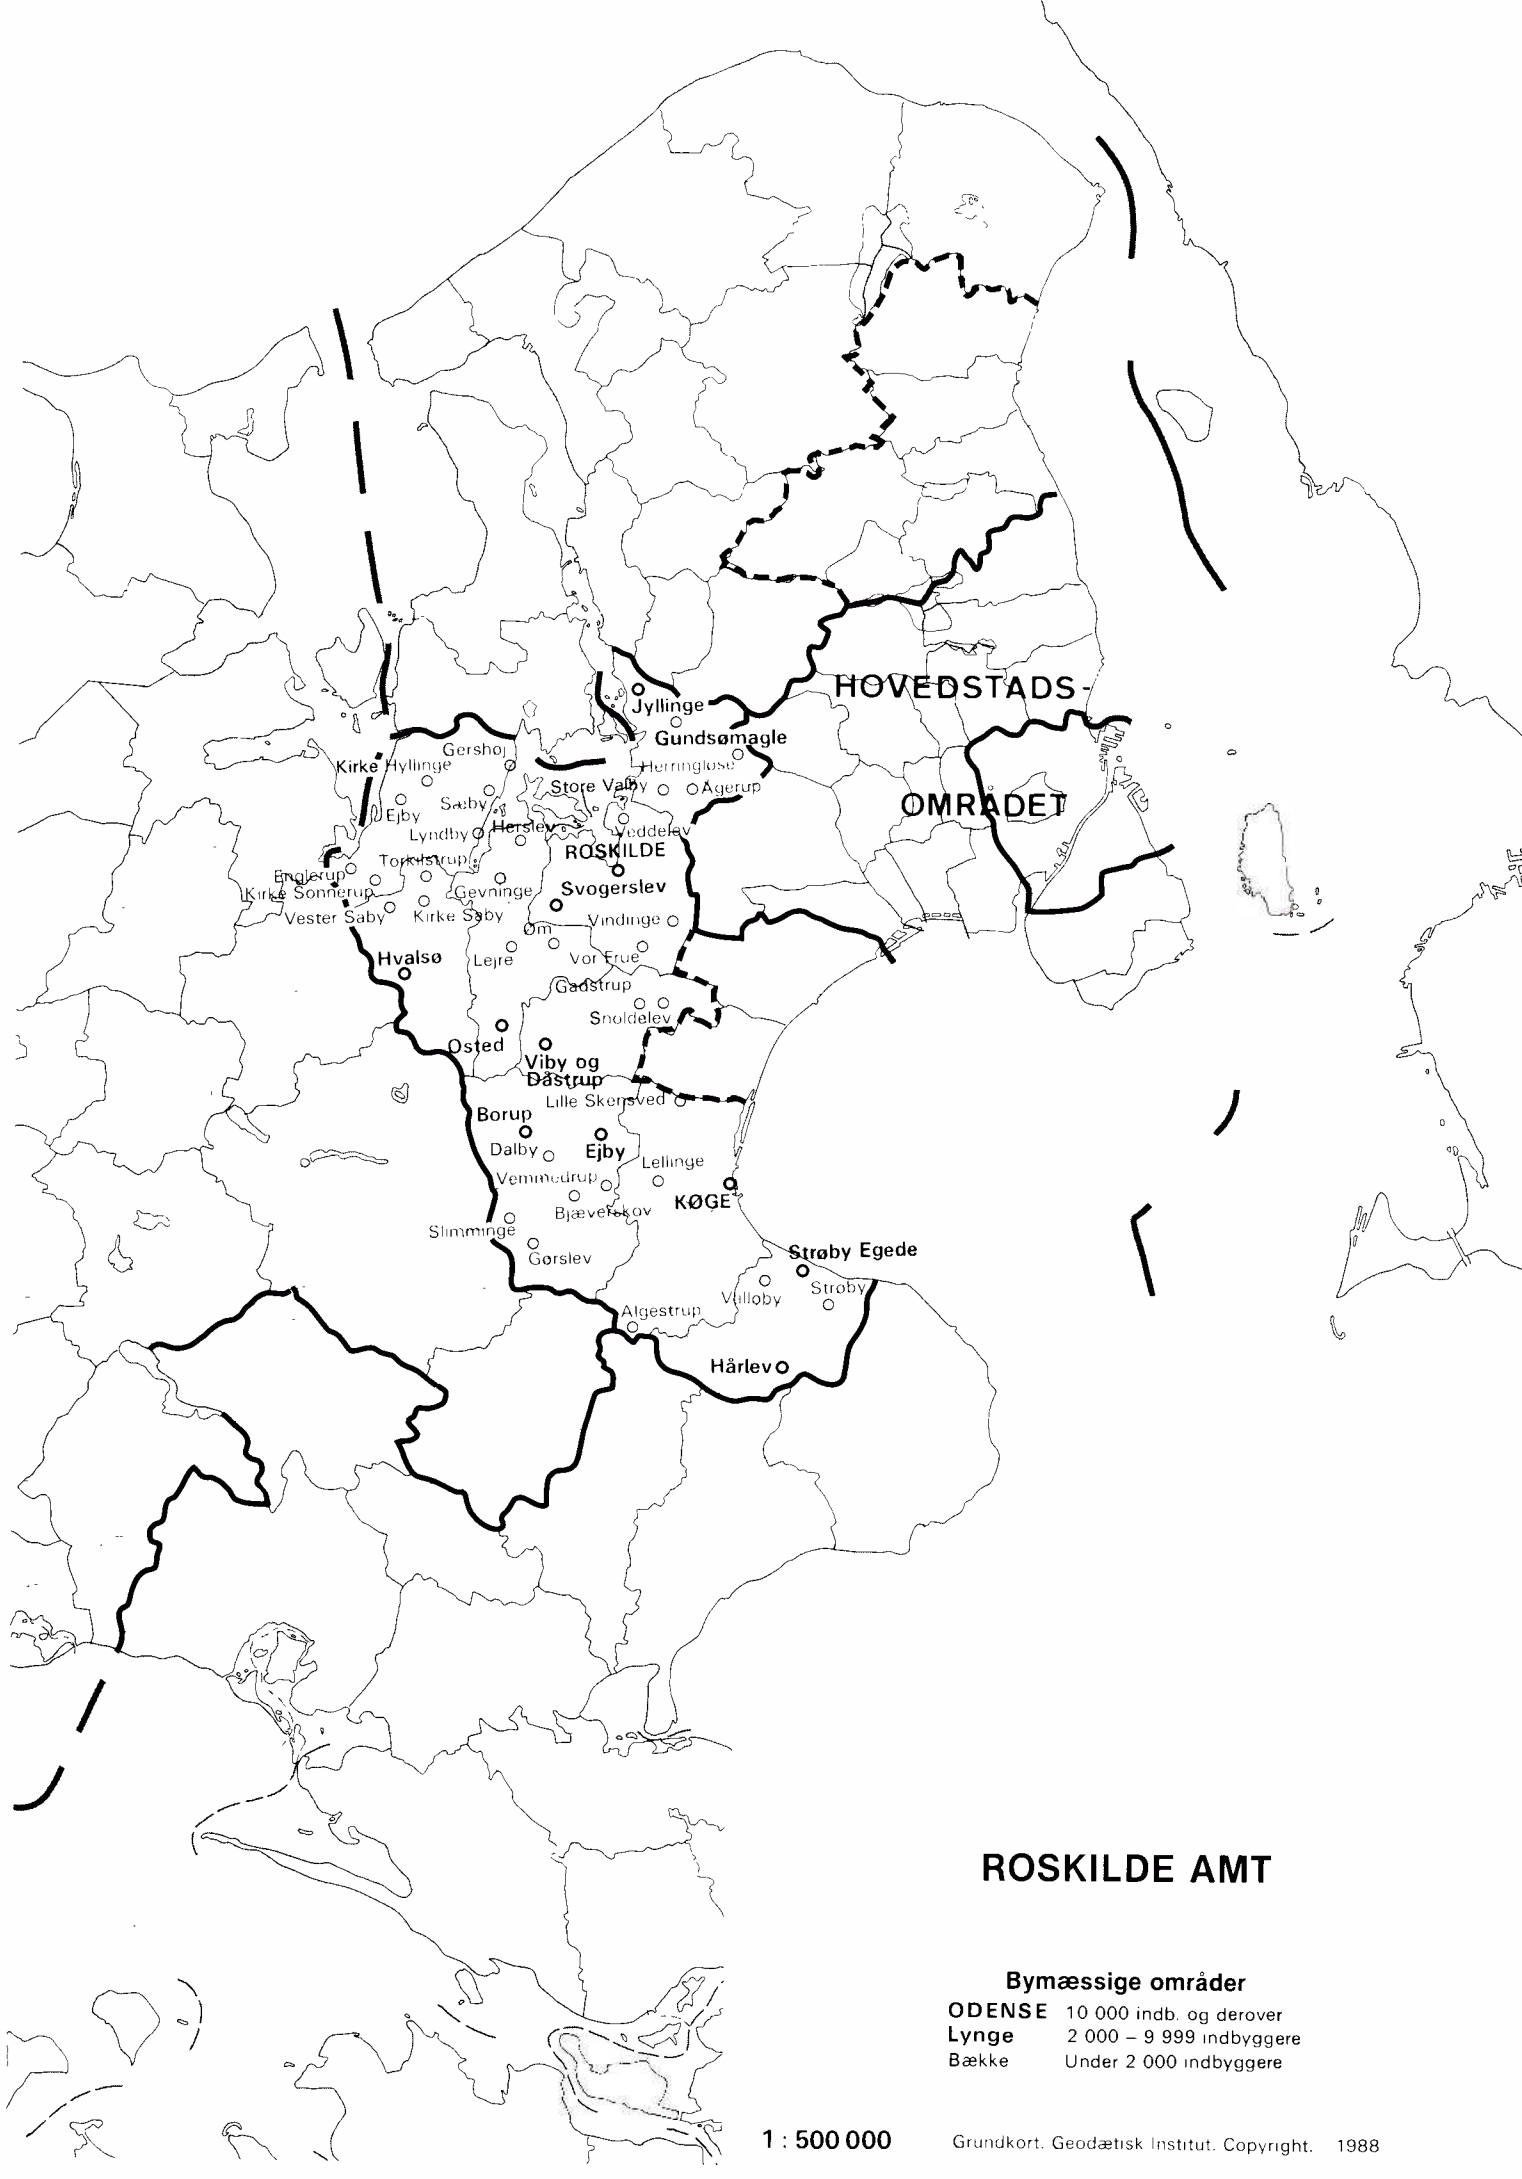 HOVEDSTADS-
Jyllinge
Gundsømagle
Gershøj
Kirke Hyllinge
Herringløse
Store Valby
Ågerup
Sæby
OMRÅDET
Ejby
Herslev
Veddelev
Lyndby
ROSKILDE
Torkilstrup
Englerup
Svogerslev
Kirke Sonnerup
Gevninge
Vester Såby
Kirke Såby
Vindinge
Øm
Hvalsø
Lejre
Vor Frue
Gadstrup
Snoldelev
Osted
Viby og
Dåstrup
Lille Skensved
Borup
Dalby
Ejby
Lellinge
Vemmedrup
KØGE
Bjæverskov
Slimminge
Gørslev
Strøby Egede
Strøby
Valløby
Algestrup
Hårlev
ROSKILDE AMT
Bymæssige områder
ODENSE 10 000 indb. og derover
Lynge 2 000 – 9 999 indbyggere
Bække Under 2 000 indbyggere
1 : 500 000 Grundkort. Geodætisk Institut. Copyright. 1988